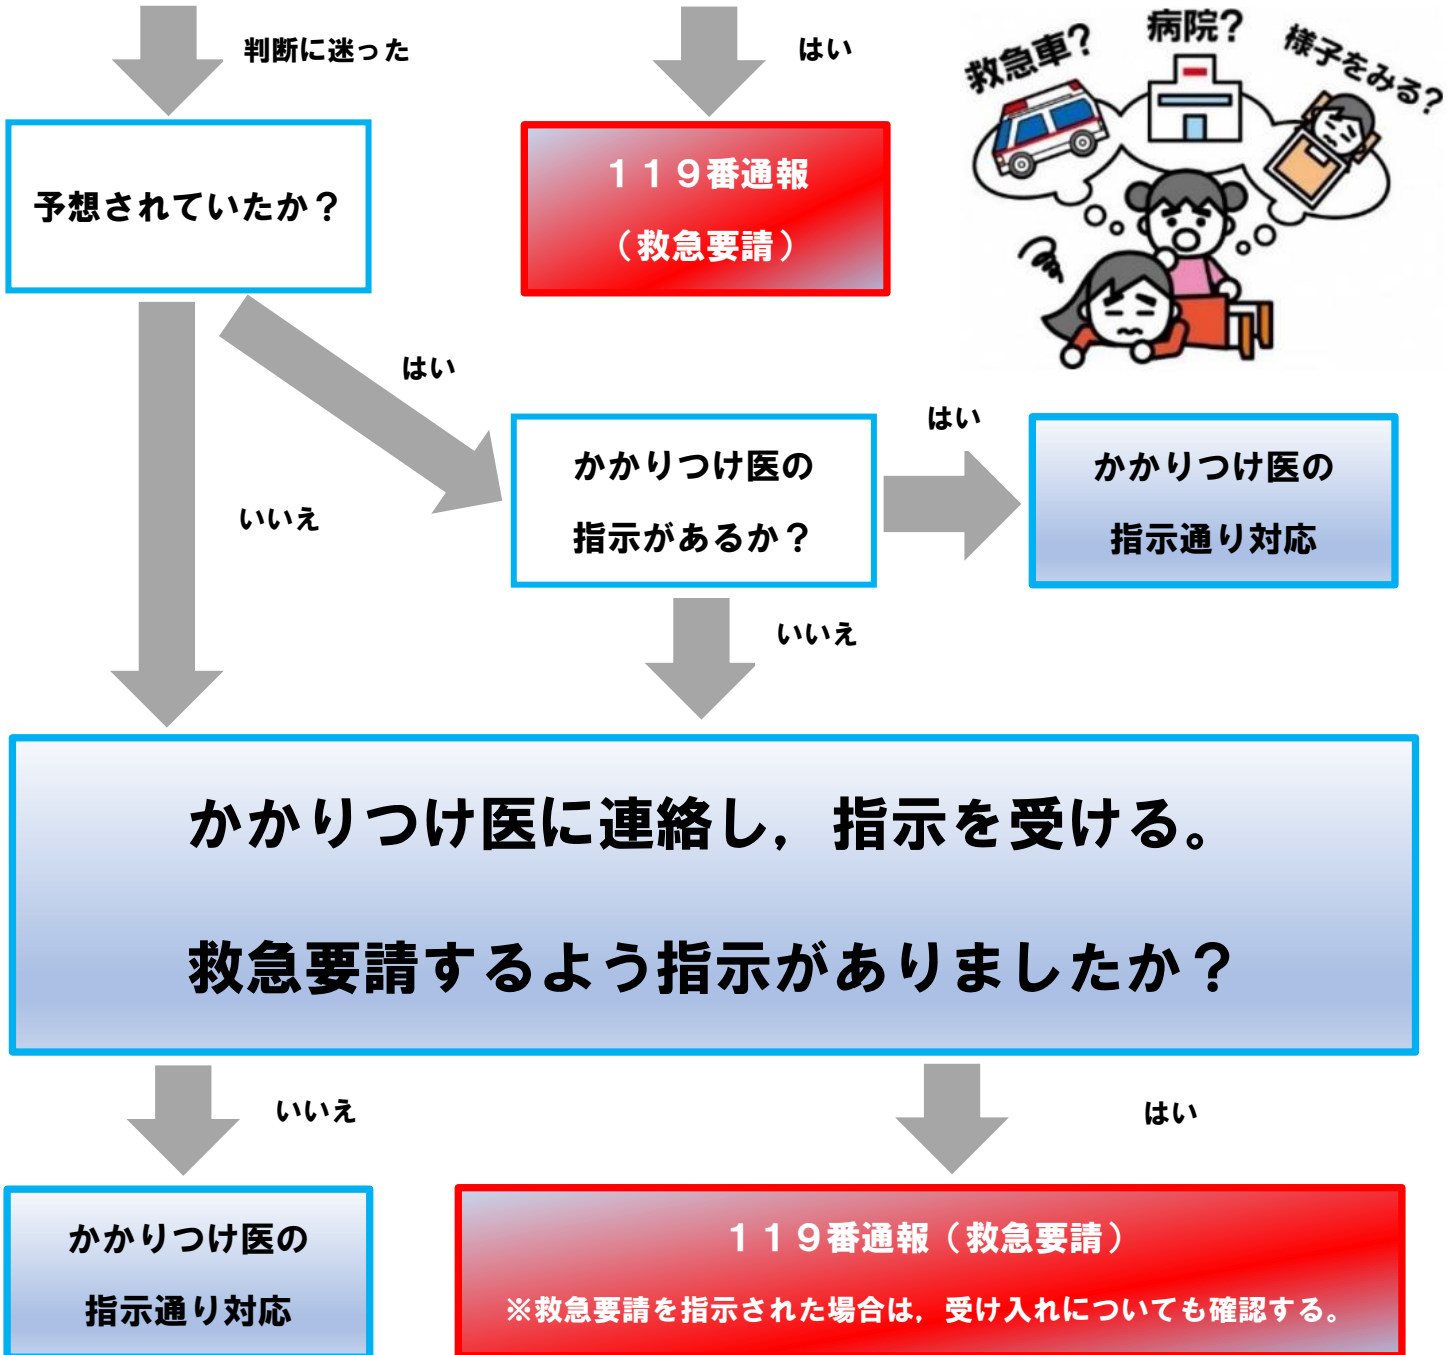 判断に迷った
はい
救急車?
病院?
様子をみる?
予想されていたか？
１１９番通報
（救急要請）
はい
いいえ
かかりつけ医の
指示があるか？
はい
かかりつけ医の
指示通り対応
いいえ
かかりつけ医に連絡し，指示を受ける。
救急要請するよう指示がありましたか？
いいえ
はい
かかりつけ医の
指示通り対応
１１９番通報（救急要請）
※救急要請を指示された場合は，受け入れについても確認する。